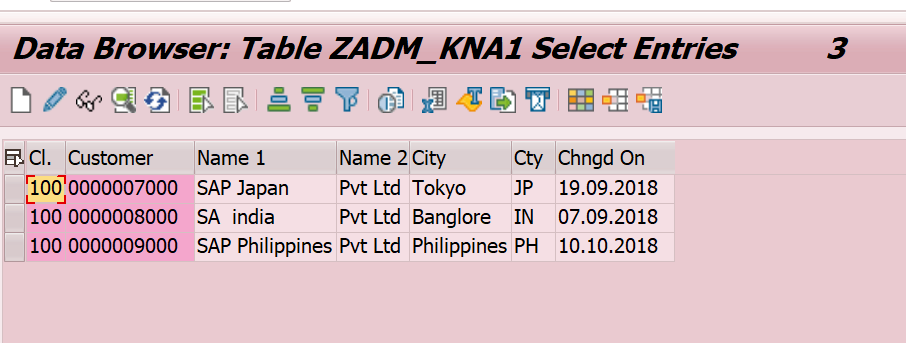 Data Browser: Table ZADM_KNA1 Select Entries 3
Cl. Customer Name 1 Name 2 City Cty Chngd On
100 0000007000 SAP Japan Pvt Ltd Tokyo JP 19.09.2018
100 0000008000 SA  india Pvt Ltd Banglore IN 07.09.2018
100 0000009000 SAP Philippines Pvt Ltd Philippines PH 10.10.2018